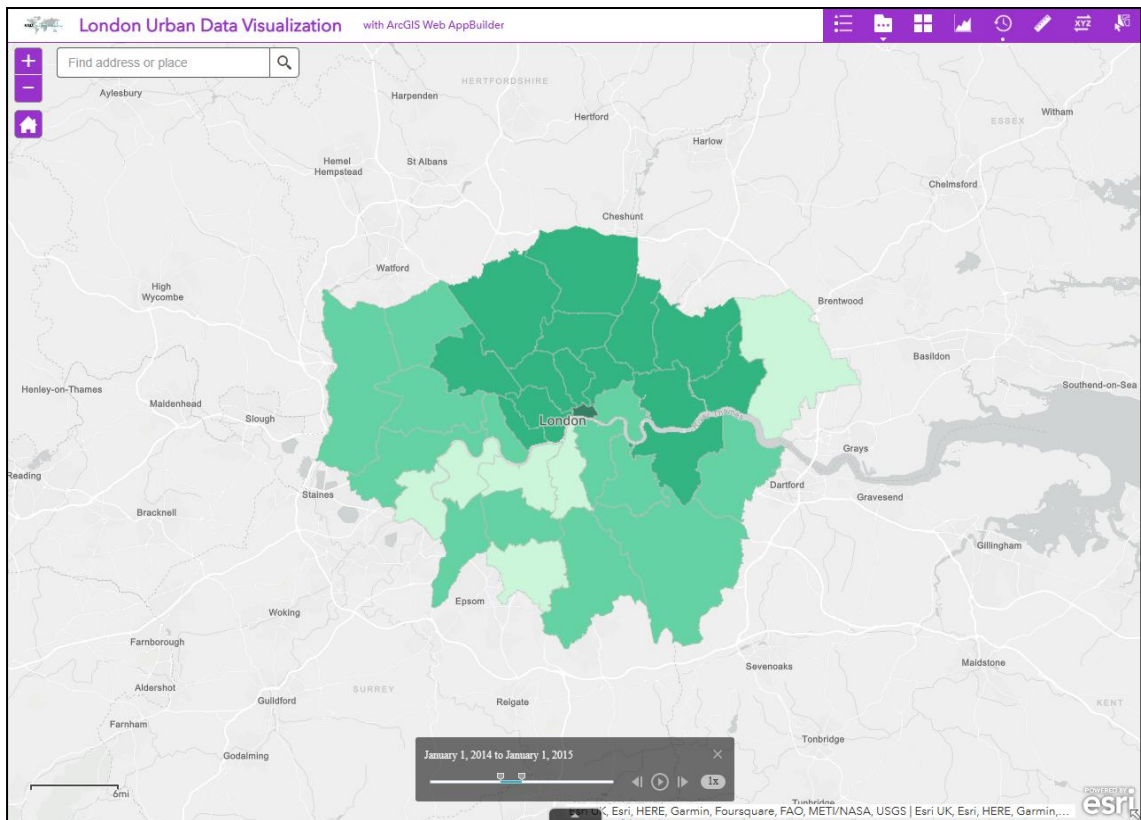 London Urban Data Visualization with ArcGIS Web AppBuilder
XYZ
+
Find address or place
−
HERTFORDSHIRE
Aylesbury
Harpenden
Witham
Hertford
ESSEX
Harlow
Hemel
Hempstead
St Albans
Chelmsford
Cheshunt
Watford
High
Wycombe
Brentwood
Basildon
Henley-on-Thames
Southend-on-Sea
Maidenhead
Slough
London
Grays
Reading
Staines
Dartford
Gravesend
Bracknell
Gillingham
Epsom
Woking
Farnborough
Sevenoaks
Maidstone
Aldershot
Guildford
SURREY
Reigate
KENT
Farnham
Tonbridge
Godalming
January 1, 2014 to January 1, 2015
1x
6mi
Tunbridge
POWERED BY
esri
Esri UK, Esri, HERE, Garmin, Foursquare, FAO, METI/NASA, USGS | Esri UK, Esri, HERE, Garmin,...